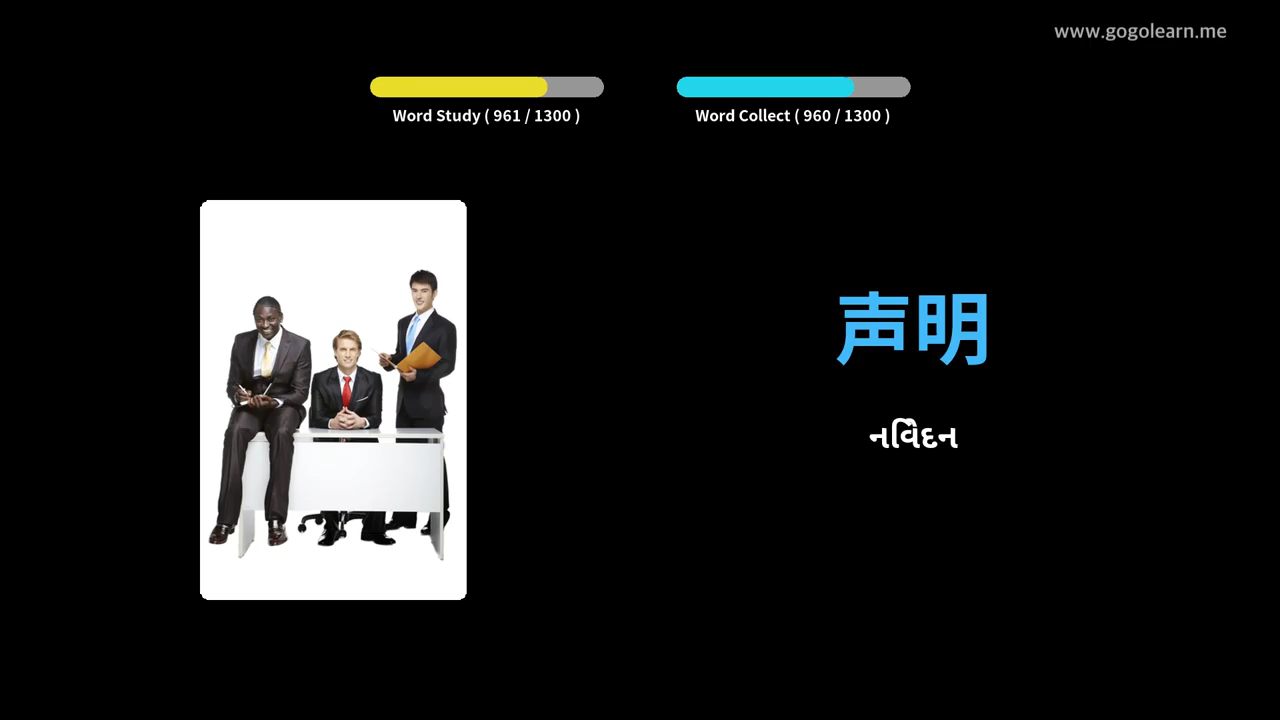 www.gogolearn.me
Word Study ( 961 / 1300 )
Word Collect ( 960 / 1300 )
声明
નિવેદન